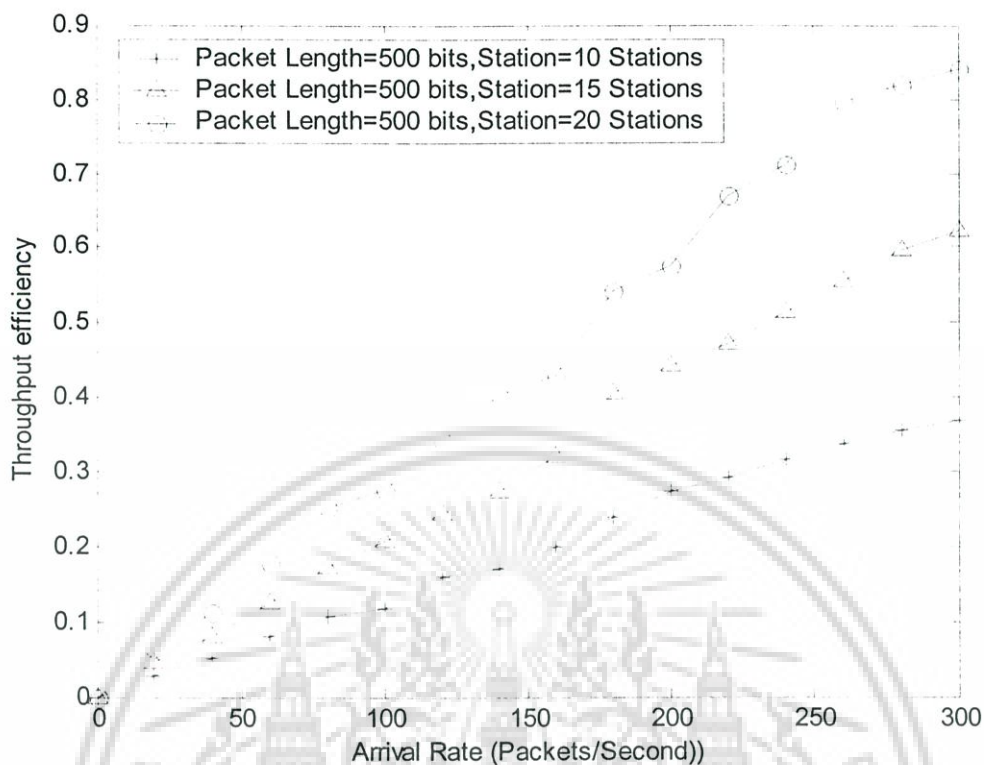 0.9
0.8
0.7
0.6
0.5
0.4
0.3
0.2
0.1
0
Throughput efficiency
Packet Length=500 bits,Station=10 Stations
Packet Length=500 bits,Station=15 Stations
Packet Length=500 bits,Station=20 Stations
0 50 100 150 200 250 300
Arrival Rate (Packets/Second))